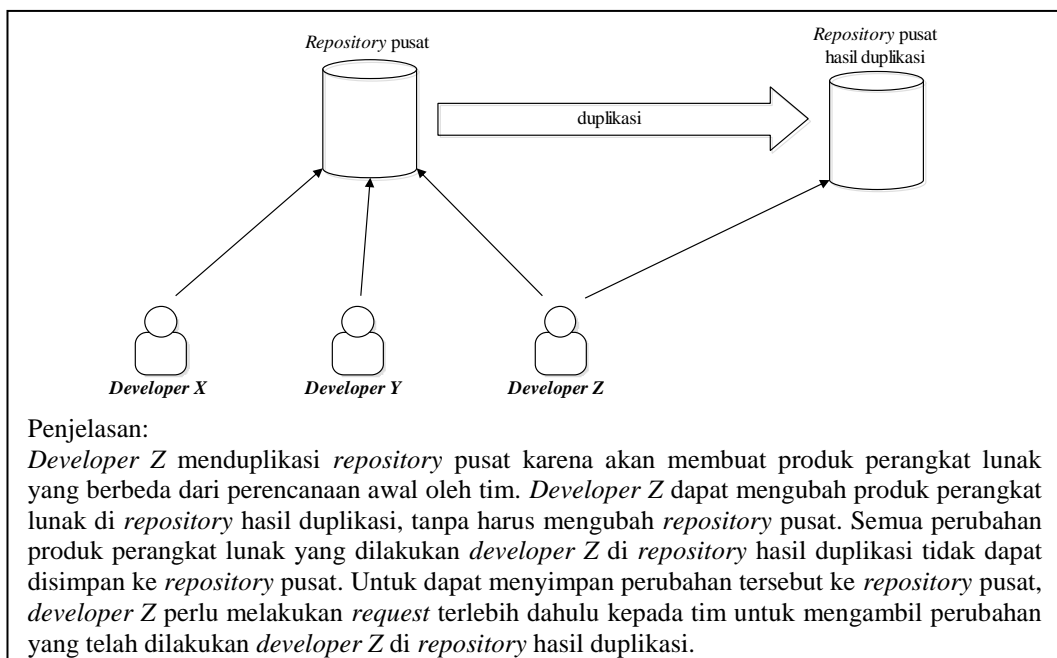 Repository pusat
Repository pusat
hasil duplikasi
duplikasi
Developer X
Developer Y
Developer Z
Penjelasan:
Developer Z menduplikasi repository pusat karena akan membuat produk perangkat lunak
yang berbeda dari perencanaan awal oleh tim. Developer Z dapat mengubah produk perangkat
lunak di repository hasil duplikasi, tanpa harus mengubah repository pusat. Semua perubahan
produk perangkat lunak yang dilakukan developer Z di repository hasil duplikasi tidak dapat
disimpan ke repository pusat. Untuk dapat menyimpan perubahan tersebut ke repository pusat,
developer Z perlu melakukan request terlebih dahulu kepada tim untuk mengambil perubahan
yang telah dilakukan developer Z di repository hasil duplikasi.